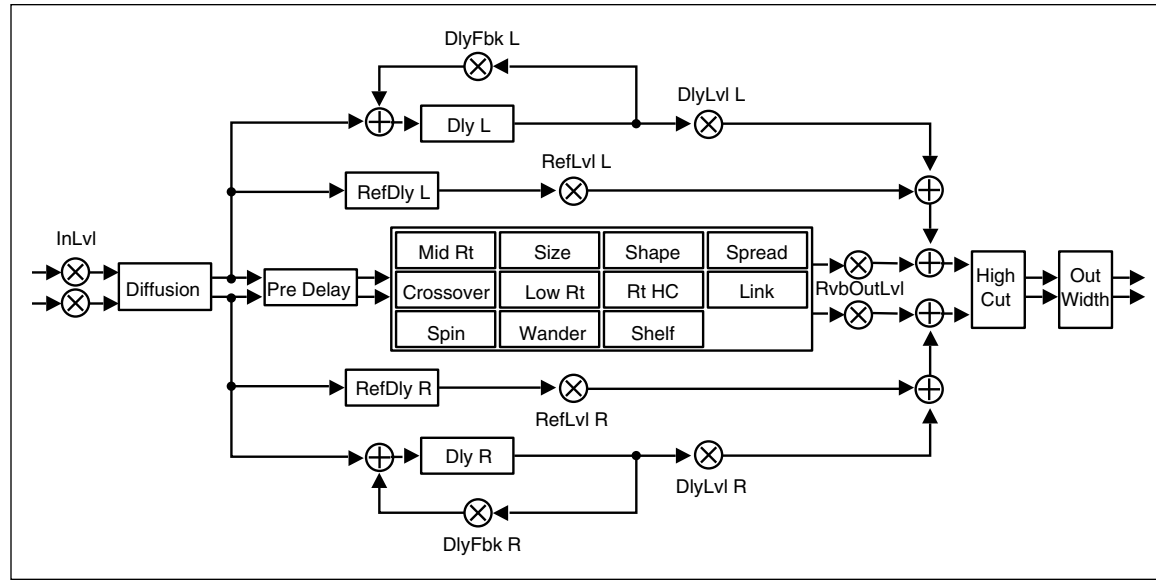 DlyFbk L
DlyLvl L
Dly L
RefLvl L
RefDly L
InLvl
Mid Rt Size Shape Spread
Diffusion
Pre Delay
Crossover Low Rt Rt HC Link
RvbOutLvl
High
Cut
Out
Width
Spin Wander Shelf
RefDly R
RefLvl R
Dly R
DlyLvl R
DlyFbk R